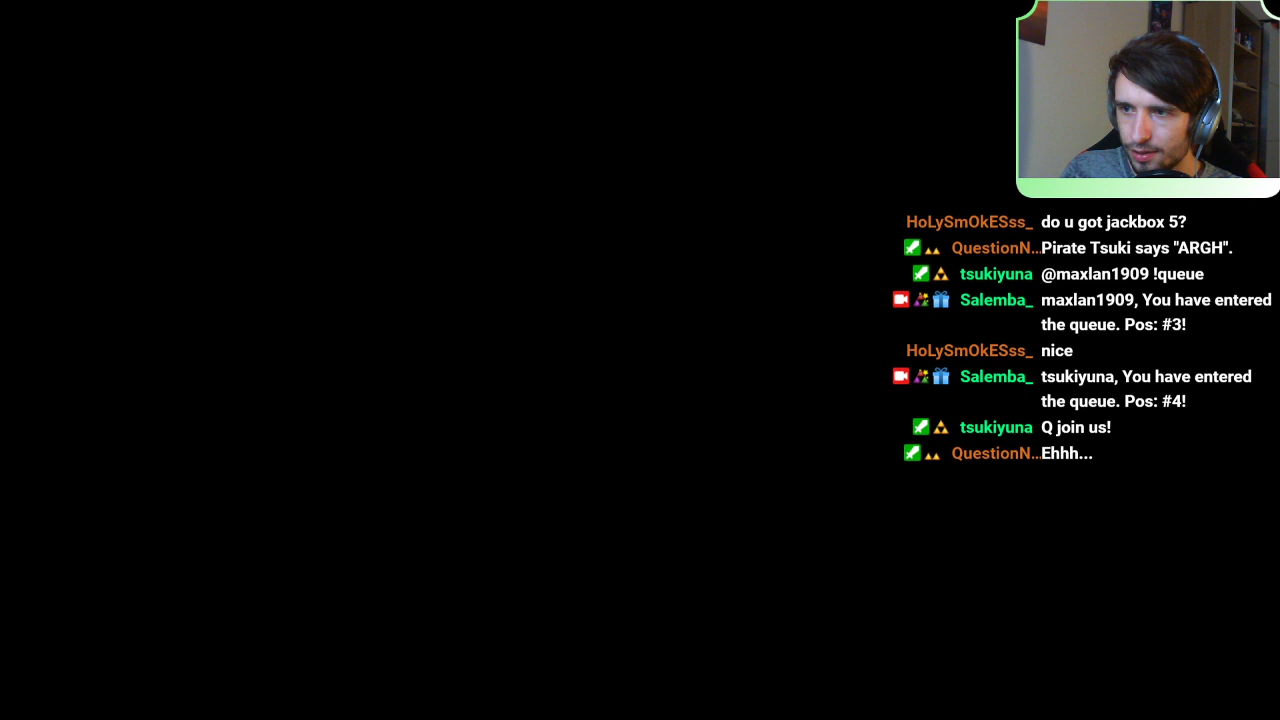 HoLySmOkESss_ do u got jackbox 5?
QuestionN... Pirate Tsuki says "ARGH".
tsukiyuna @maxlan1909 !queue
Salemba_ maxlan1909, You have entered
the queue. Pos: #3!
HoLySmOkESss_ nice
Salemba_ tsukiyuna, You have entered
the queue. Pos: #4!
tsukiyuna Q join us!
QuestionN... Ehhh...